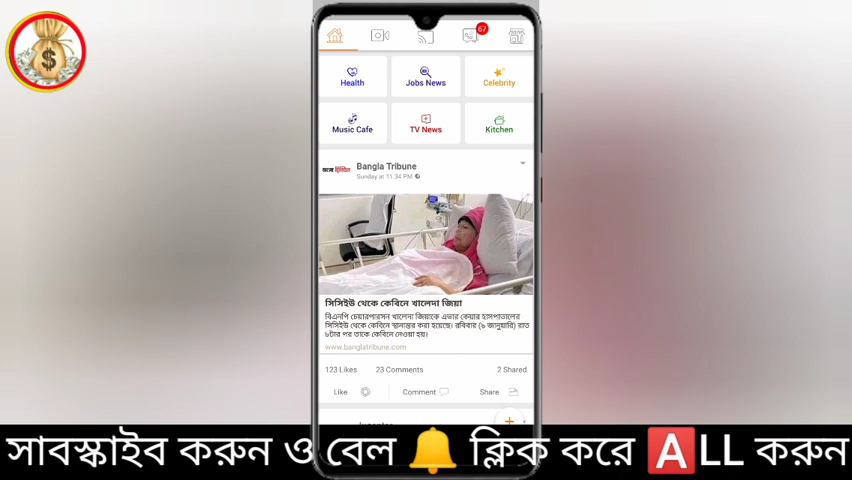 67
Health
Jobs News
Celebrity
Music Cafe
TV News
Kitchen
Bangla Tribune
Sunday at 11:34 PM
সিসিইউ থেকে কেবিনে খালেদা জিয়া
বিএনপি চেয়ারপারসন খালেদা জিয়াকে এভার কেয়ার হাসপাতালের
সিসিইউ থেকে কেবিনে স্থানান্তর করা হয়েছে। রবিবার (৯ জানুয়ারি) রাত
৮টার পর তাকে কেবিনে নেওয়া হয়।
www.banglatribune.com
123 Likes 23 Comments 2 Shared
Like Comment Share
সাবস্ক্রাইব করুন ও বেল 🔔 ক্লিক করে ALL করুন